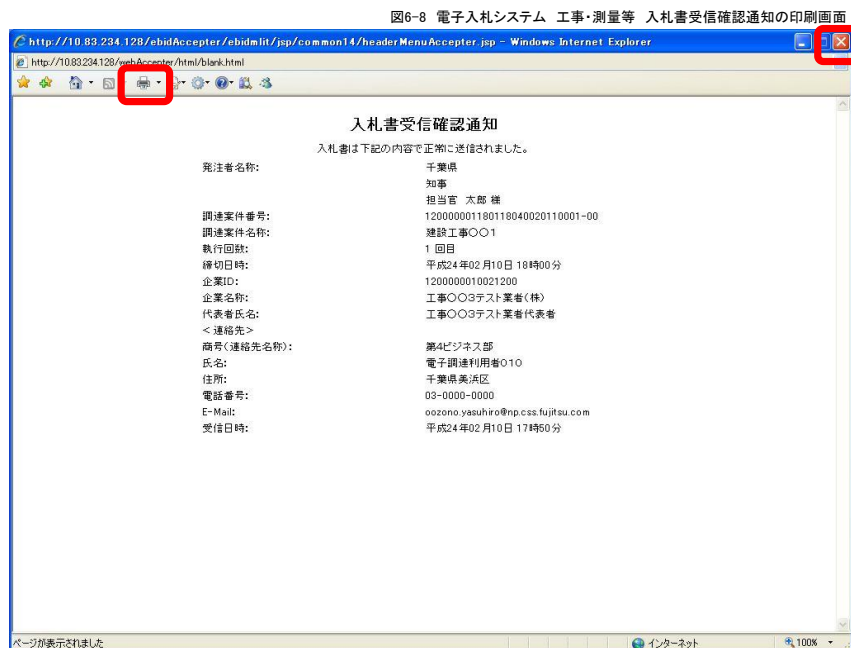 図6-8 電子入札システム 工事・測量等 入札書受信確認通知の印刷画面
http://10.83.234.128/ebidAccepter/ebidmlit/jsp/common14/headerMenuAccepter.jsp - Windows Internet Explorer
http://10.83.234.128/webAccepter/html/blank.html
入札書受信確認通知
入札書は下記の内容で正常に送信されました。
発注者名称: 千葉県
知事
担当官 太郎 様
調達案件番号: 12000000118011804002011​0001-00
調達案件名称: 建設工事〇〇1
執行回数: 1 回目
締切日時: 平成24年02月10日 18時00分
企業ID: 1200000010021200
企業名称: 工事〇〇3テスト業者(株)
代表者氏名: 工事〇〇3テスト業者代表者
<連絡先>
商号(連絡先名称): 第4ビジネス部
氏名: 電子調達利用者010
住所: 千葉県美浜区
電話番号: 03-0000-0000
E-Mail: oozono.yasuhiro@np.css.fujitsu.com
受信日時: 平成24年02月10日 17時50分
ページが表示されました インターネット 100%